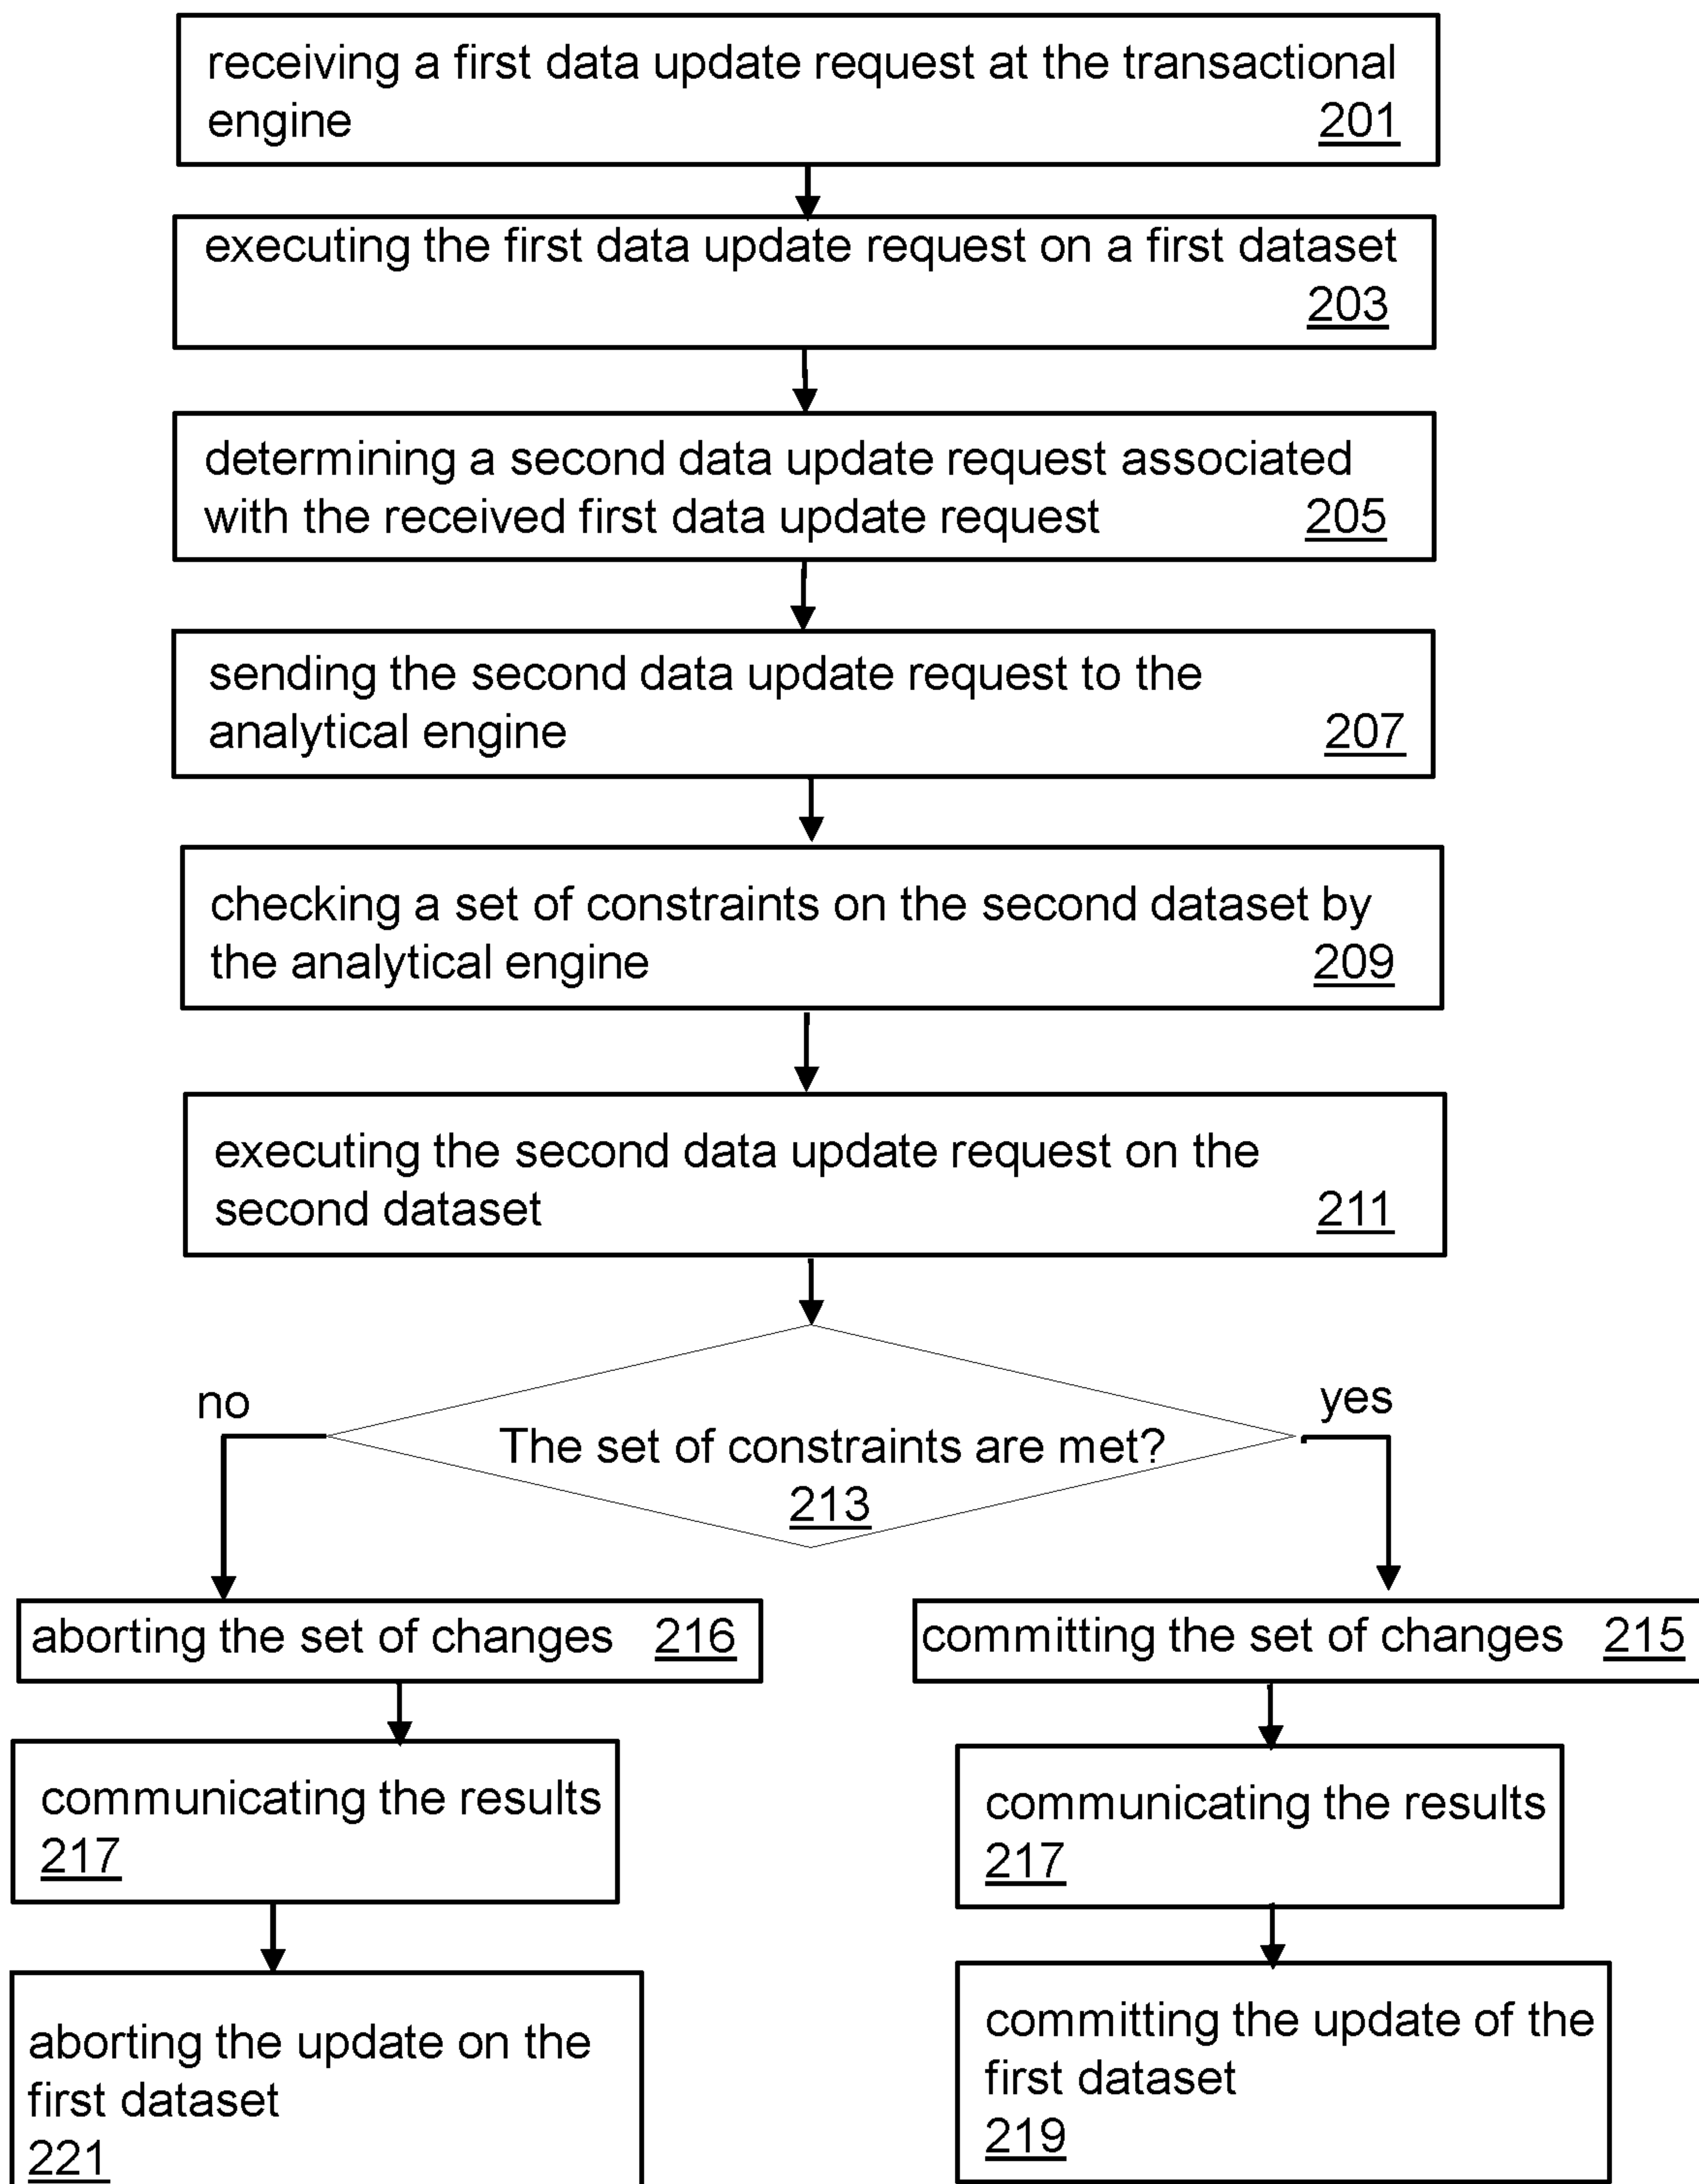 receiving a first data update request at the transactional
engine 201
executing the first data update request on a first dataset
203
determining a second data update request associated
with the received first data update request 205
sending the second data update request to the
analytical engine 207
checking a set of constraints on the second dataset by
the analytical engine 209
executing the second data update request on the
second dataset 211
no
yes
The set of constraints are met?
213
aborting the set of changes 216
committing the set of changes 215
communicating the results
217
communicating the results
217
aborting the update on the
first dataset
221
committing the update of the
first dataset
219